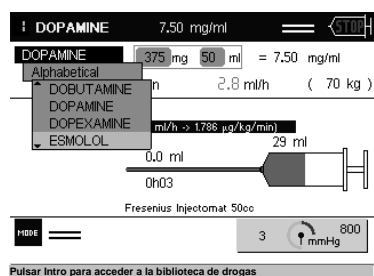 DOPAMINE 7.50 mg/ml STOP
DOPAMINE 375 mg 50 ml = 7.50 mg/ml
Alphabetical
DOBUTAMINE
DOPAMINE
DOPEXAMINE
ESMOLOL
n 2.8 ml/h ( 70 kg )
ml/h -> 1.786 µg/kg/min)
29 ml
0.0 ml
0h03
Fresenius Injectomat 50cc
MODE
3 800 mmHg
Pulsar Intro para acceder a la biblioteca de drogas